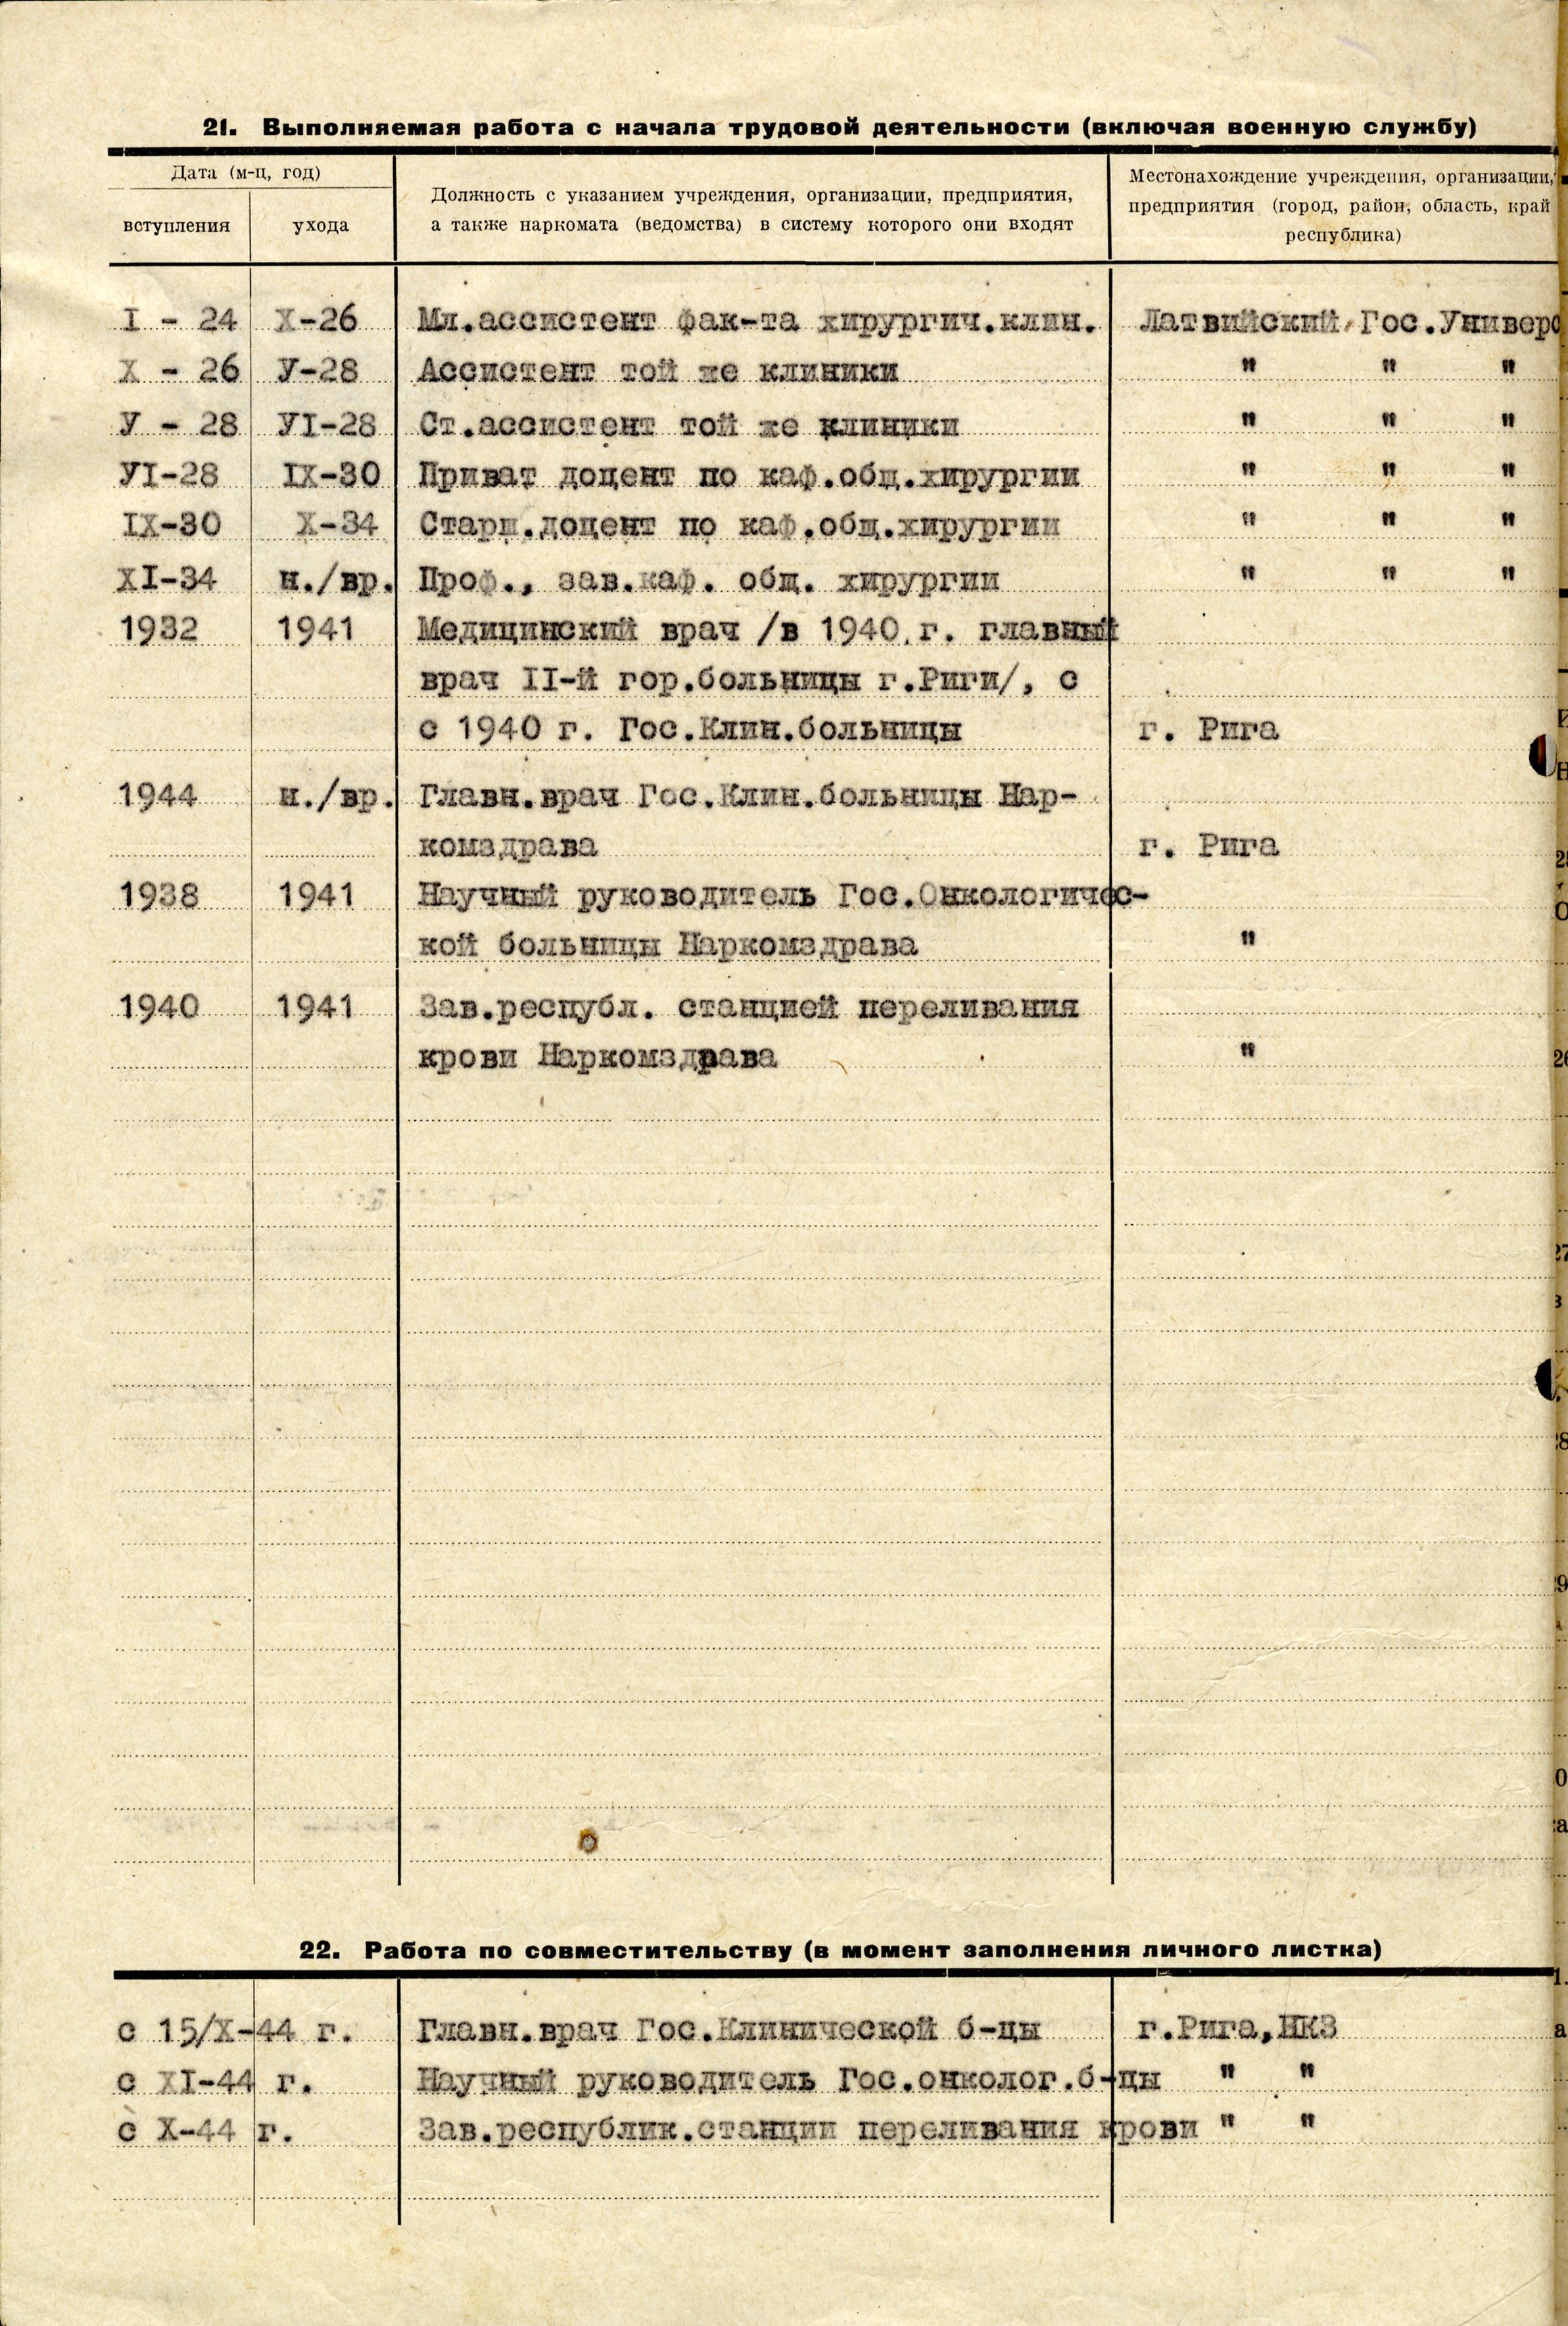 21. Выполняемая работа с начала трудовой деятельности (включая военную службу)
Дата (м-ц, год)
вступления
ухода
Должность с указанием учреждения, организации, предприятия,
а также наркомата (ведомства) в систему которого они входят
Местонахождение учреждения, организации,
предприятия (город, район, область, край
республика)
I - 24 X-26 Мл.ассистент фак-та хирургич.клин. Латвийский Гос.Универс
X - 26 У-28 Ассистент той же клиники " " "
У - 28 УI-28 Ст.ассистент той же клиники " " "
УI-28 IX-30 Приват доцент по каф.общ.хирургии " " "
IX-30 X-34 Старш.доцент по каф.общ.хирургии " " "
XI-34 н./вр. Проф., зав.каф. общ. хирургии " " "
1932 1941 Медицинский врач /в 1940 г. главный
врач II-й гор.больницы г.Риги/, с
с 1940 г. Гос.Клин.больницы г. Рига
1944 н./вр. Главн.врач Гос.Клин.больницы Нар-
комздрава г. Рига
1938 1941 Научный руководитель Гос.Онкологичес-
кой больницы Наркомздрава "
1940 1941 Зав.республ. станцией переливания
крови Наркомздрава "
22. Работа по совместительству (в момент заполнения личного листка)
с 15/X-44 г. Главн.врач Гос.Клинической б-цы г.Рига,НКЗ
с XI-44 г. Научный руководитель Гос.онколог.б-цы " "
с X-44 г. Зав.республик.станции переливания крови " "